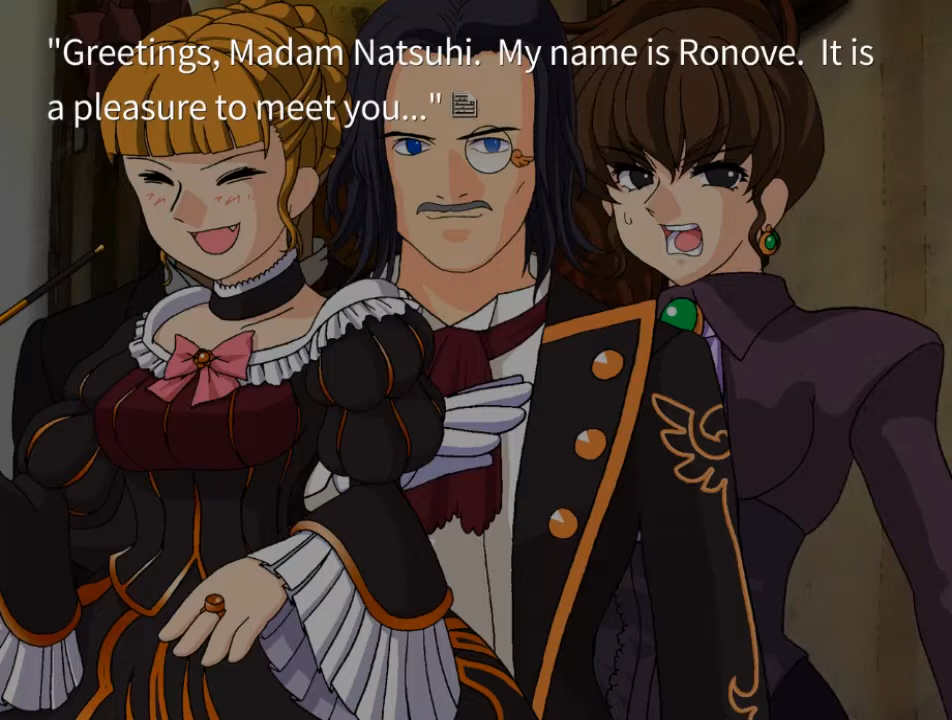 "Greetings, Madam Natsuhi.  My name is Ronove.  It is
a pleasure to meet you..."